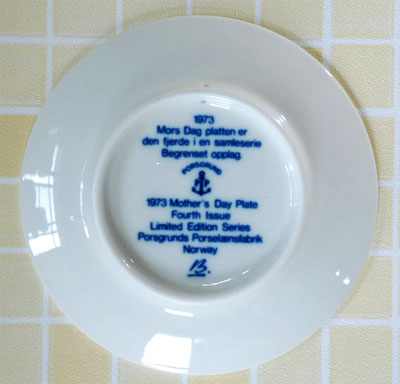 1973
Mors Dag platten er
den fjerde i en samleserie
Begrenset opplag.
PORSGRUND
1973 Mother's Day Plate
Fourth Issue
Limited Edition Series
Porsgrunds Porselænsfabrik
Norway
B.